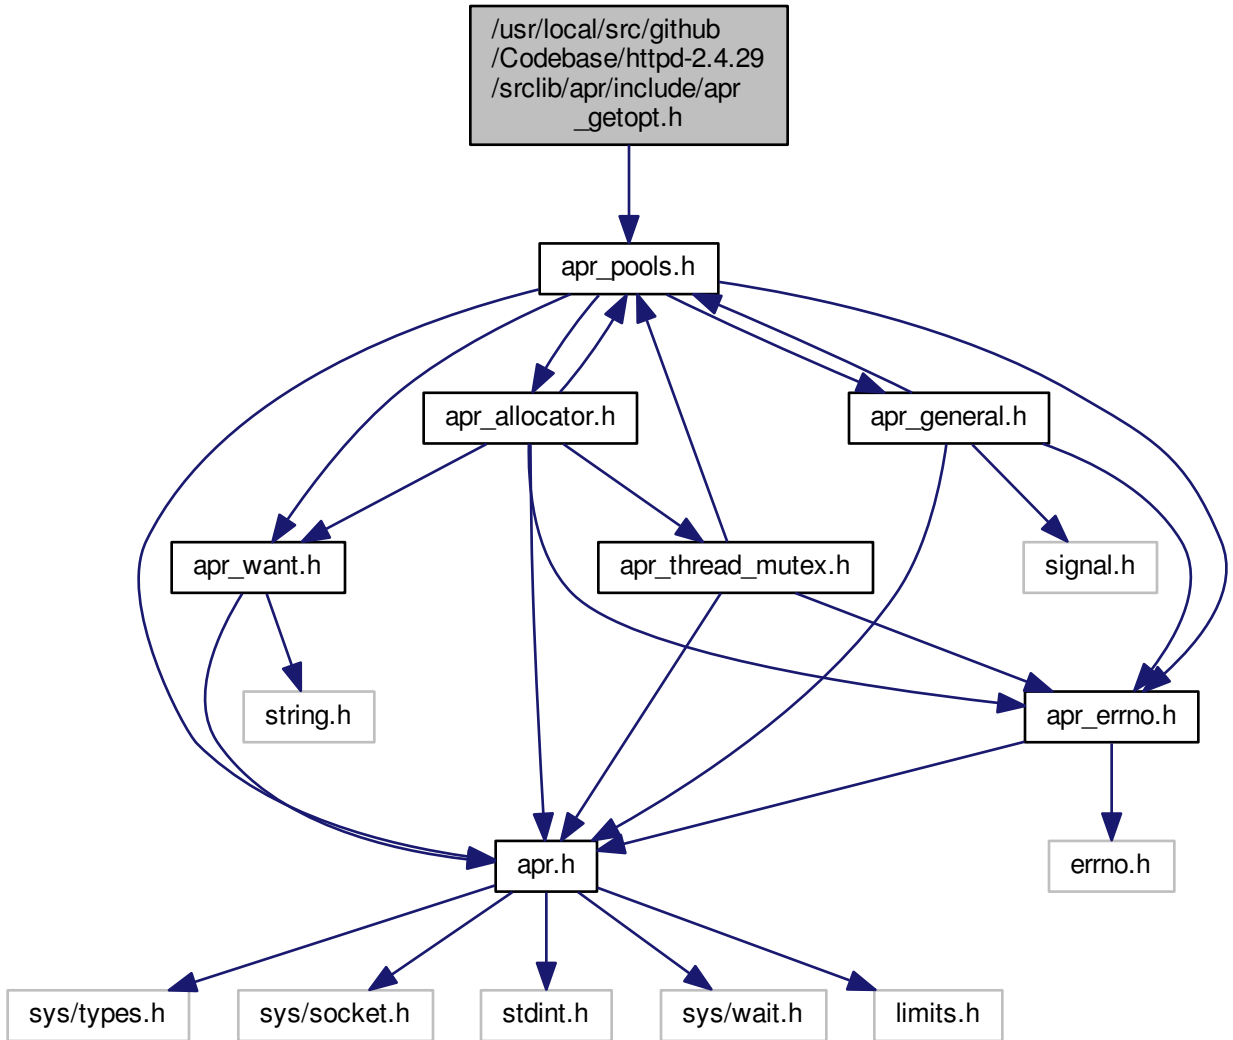 /usr/local/src/github
/Codebase/httpd-2.4.29
/srclib/apr/include/apr
_getopt.h
apr_pools.h
apr_allocator.h
apr_general.h
apr_want.h
apr_thread_mutex.h
signal.h
string.h
apr_errno.h
apr.h
errno.h
sys/types.h
sys/socket.h
stdint.h
sys/wait.h
limits.h